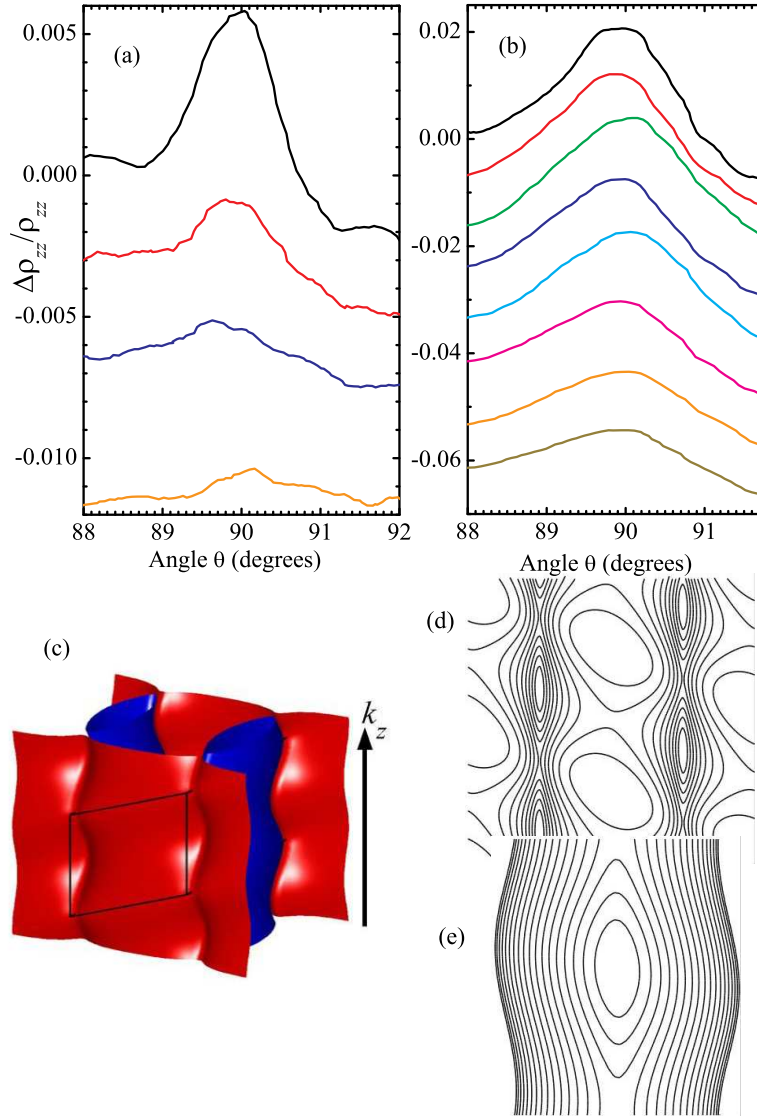 (a)
0.005
0.000
-0.005
-0.010
Δρzz/ρzz
88 89 90 91 92
Angle θ (degrees)
(b)
0.02
0.00
-0.02
-0.04
-0.06
88 89 90 91
Angle θ (degrees)
(c)
kz
(d)
(e)